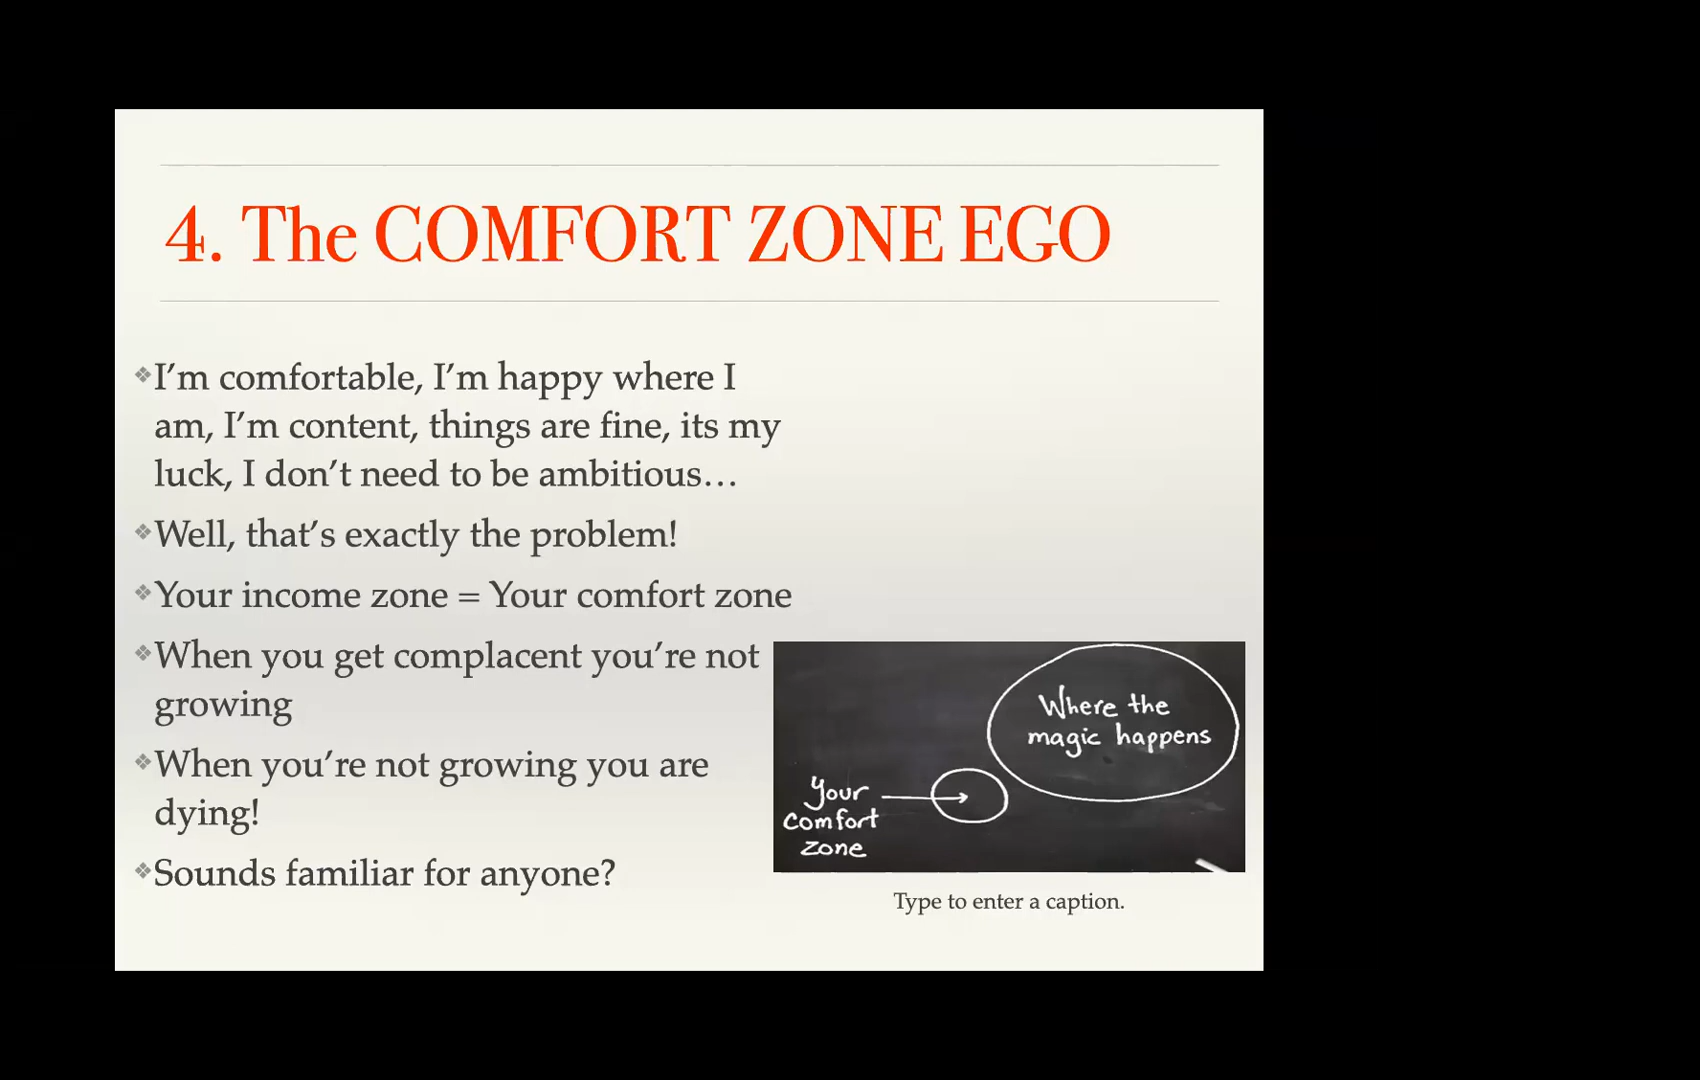 4. The COMFORT ZONE EGO
❖I’m comfortable, I’m happy where I
am, I’m content, things are fine, its my
luck, I don’t need to be ambitious…
❖Well, that’s exactly the problem!
❖Your income zone = Your comfort zone
❖When you get complacent you’re not
growing
❖When you’re not growing you are
dying!
❖Sounds familiar for anyone?
Where the
magic happens
Your
comfort
zone
Type to enter a caption.